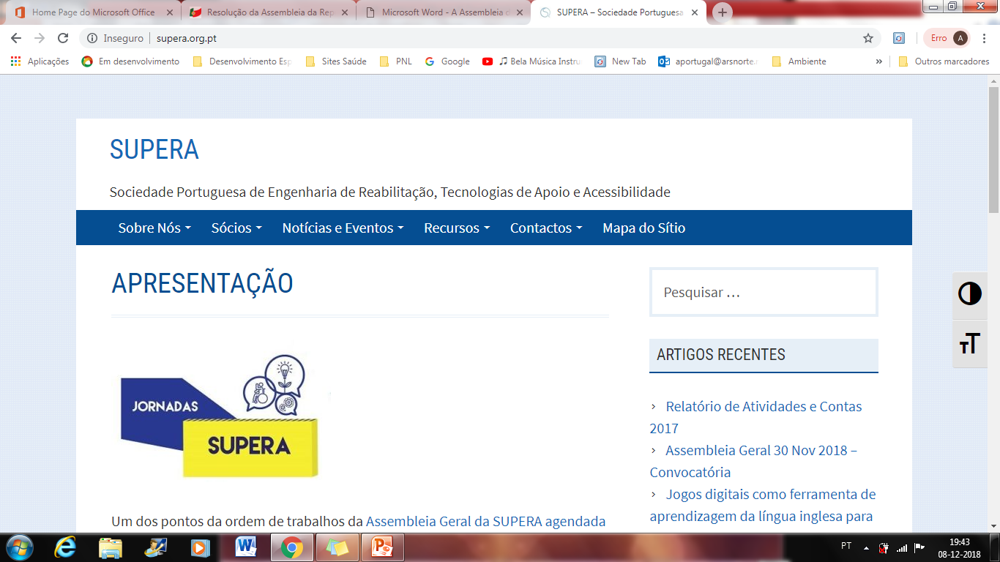 Home Page do Microsoft Office
Resolução da Assembleia da Rep
Microsoft Word - A Assembleia d
SUPERA – Sociedade Portuguesa
Inseguro
supera.org.pt
Erro
A
Aplicações
Em desenvolvimento
Desenvolvimento Esp
Sites Saúde
PNL
Google
Bela Música Instru
New Tab
aportugal@arsnorte.
Ambiente
»
Outros marcadores
SUPERA
Sociedade Portuguesa de Engenharia de Reabilitação, Tecnologias de Apoio e Acessibilidade
Sobre Nós
Sócios
Notícias e Eventos
Recursos
Contactos
Mapa do Sítio
APRESENTAÇÃO
Pesquisar …
TT
ARTIGOS RECENTES
JORNADAS
SUPERA
Relatório de Atividades e Contas
2017
Assembleia Geral 30 Nov 2018 –
Convocatória
Jogos digitais como ferramenta de
aprendizagem da língua inglesa para
Um dos pontos da ordem de trabalhos da Assembleia Geral da SUPERA agendada
PT
19:43
08-12-2018